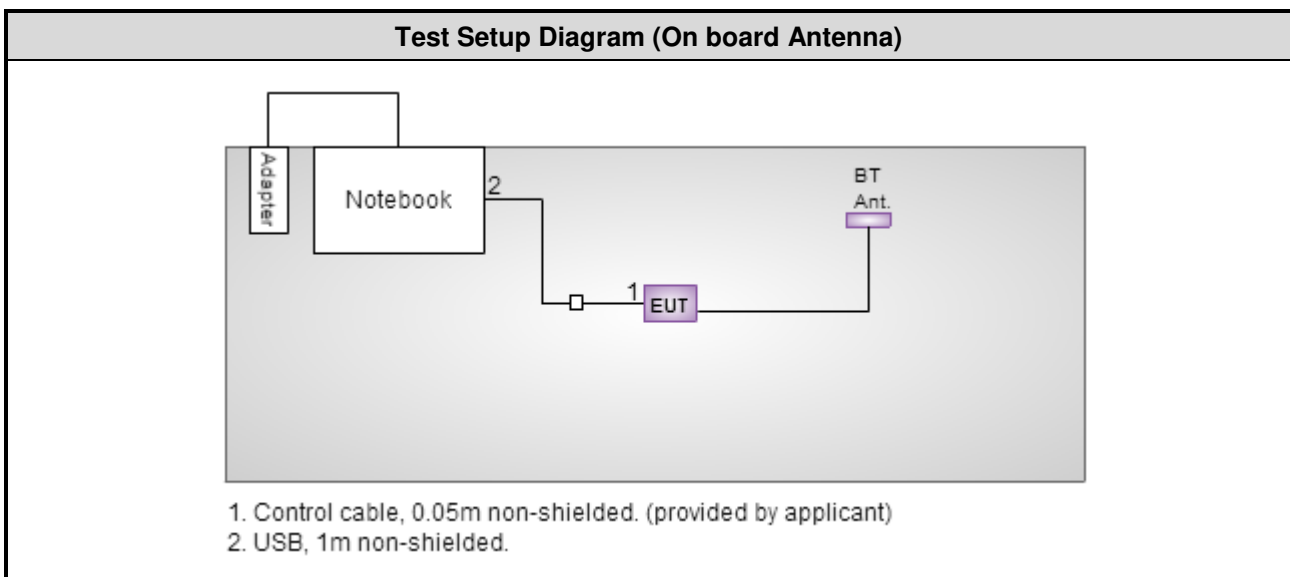 Test Setup Diagram (On board Antenna)
Adapter
Notebook
2
BT
Ant.
1
EUT
1. Control cable, 0.05m non-shielded. (provided by applicant)
2. USB, 1m non-shielded.